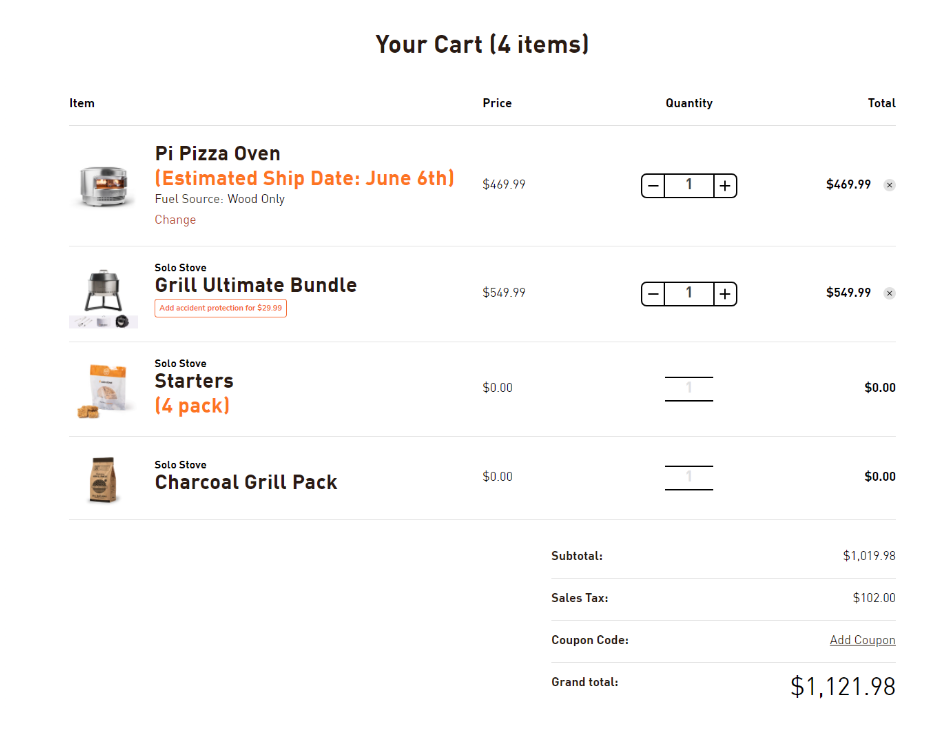 Your Cart (4 items)
Item Price Quantity Total
Pi Pizza Oven
(Estimated Ship Date: June 6th)
Fuel Source: Wood Only
Change
$469.99 − 1 + $469.99 ×
Solo Stove
Grill Ultimate Bundle
Add accident protection for $29.99
$549.99 − 1 + $549.99 ×
Solo Stove
Starters
(4 pack)
$0.00 1 $0.00
Solo Stove
Charcoal Grill Pack
$0.00 1 $0.00
Subtotal: $1,019.98
Sales Tax: $102.00
Coupon Code: Add Coupon
Grand total: $1,121.98